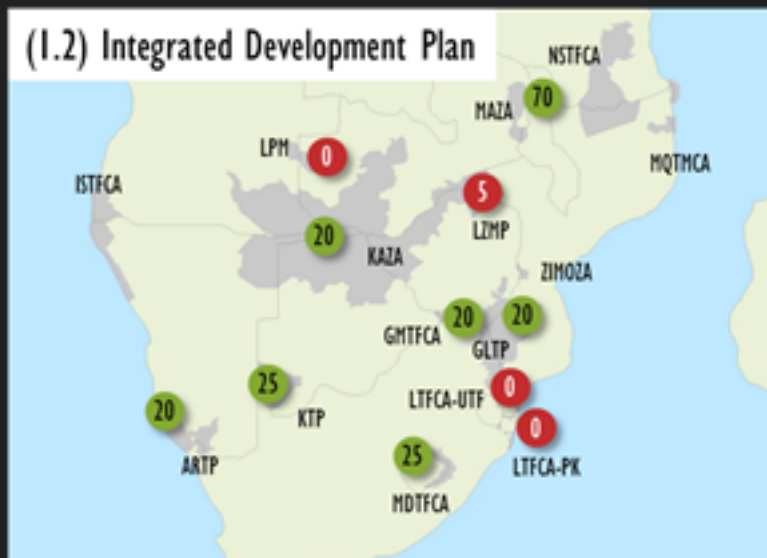 (1.2) Integrated Development Plan
NSTFCA
70
MAZA
LPM
0
MQTMCA
ISTFCA
5
LZMP
20
KAZA
ZIMOZA
20
20
GMTFCA
GLTP
25
0
LTFCA-UTF
20
KTP
0
ARTP
25
LTFCA-PK
MDTFCA